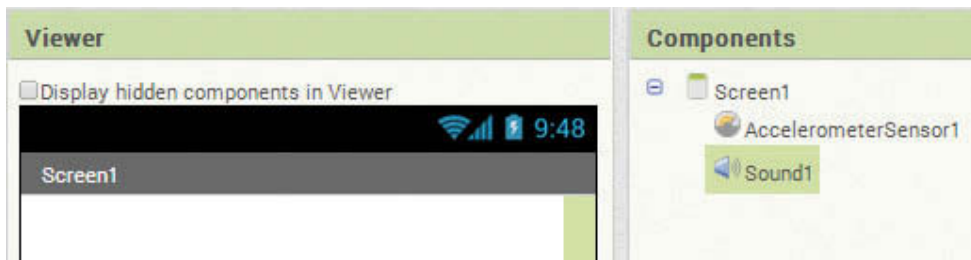 Viewer
Display hidden components in Viewer
9:48
Screen1
Components
Screen1
AccelerometerSensor1
Sound1